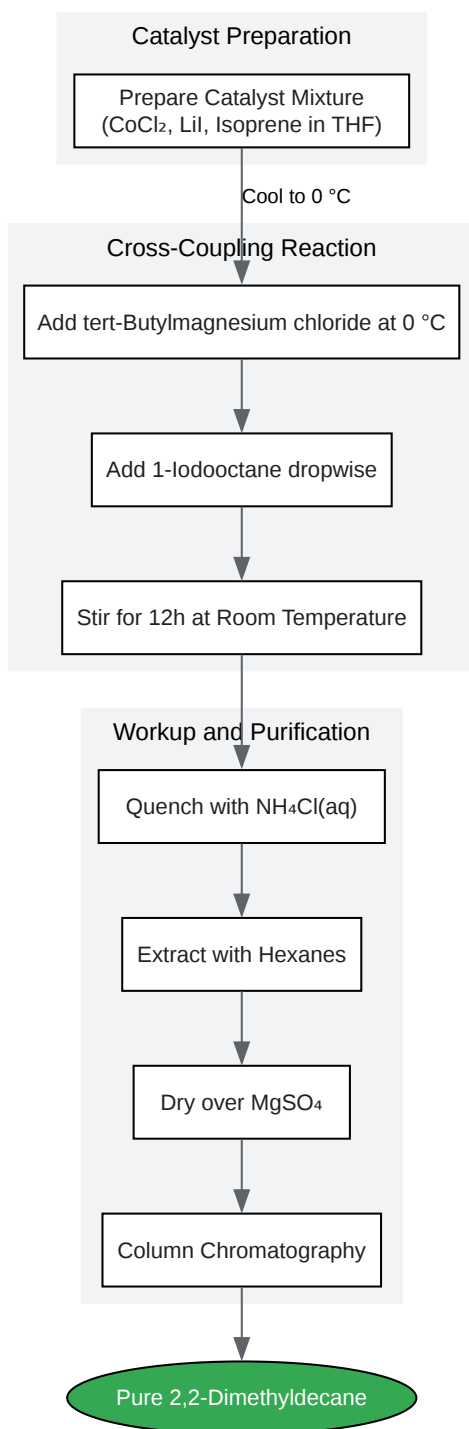 Catalyst Preparation
Prepare Catalyst Mixture
(CoCl₂, LiI, Isoprene in THF)
Cool to 0 °C
Cross-Coupling Reaction
Add tert-Butylmagnesium chloride at 0 °C
Add 1-Iodooctane dropwise
Stir for 12h at Room Temperature
Workup and Purification
Quench with NH₄Cl(aq)
Extract with Hexanes
Dry over MgSO₄
Column Chromatography
Pure 2,2-Dimethyldecane